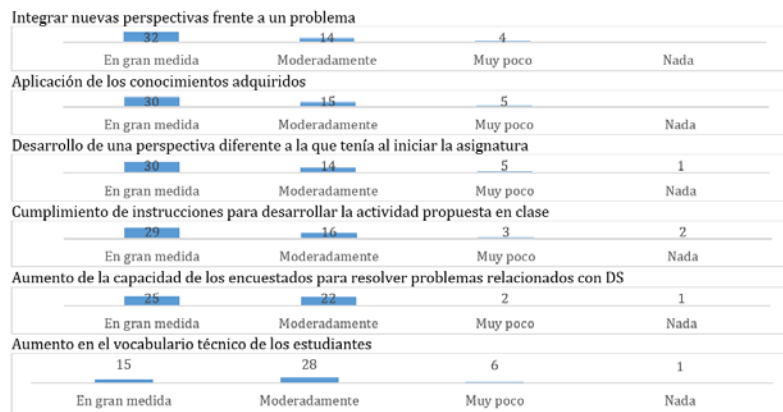 Integrar nuevas perspectivas frente a un problema
32 14 4
En gran medida Moderadamente Muy poco Nada
Aplicación de los conocimientos adquiridos
30 15 5
En gran medida Moderadamente Muy poco Nada
Desarrollo de una perspectiva diferente a la que tenía al iniciar la asignatura
30 14 5 1
En gran medida Moderadamente Muy poco Nada
Cumplimiento de instrucciones para desarrollar la actividad propuesta en clase
29 16 3 2
En gran medida Moderadamente Muy poco Nada
Aumento de la capacidad de los encuestados para resolver problemas relacionados con DS
25 22 2 1
En gran medida Moderadamente Muy poco Nada
Aumento en el vocabulario técnico de los estudiantes
15 28 6 1
En gran medida Moderadamente Muy poco Nada